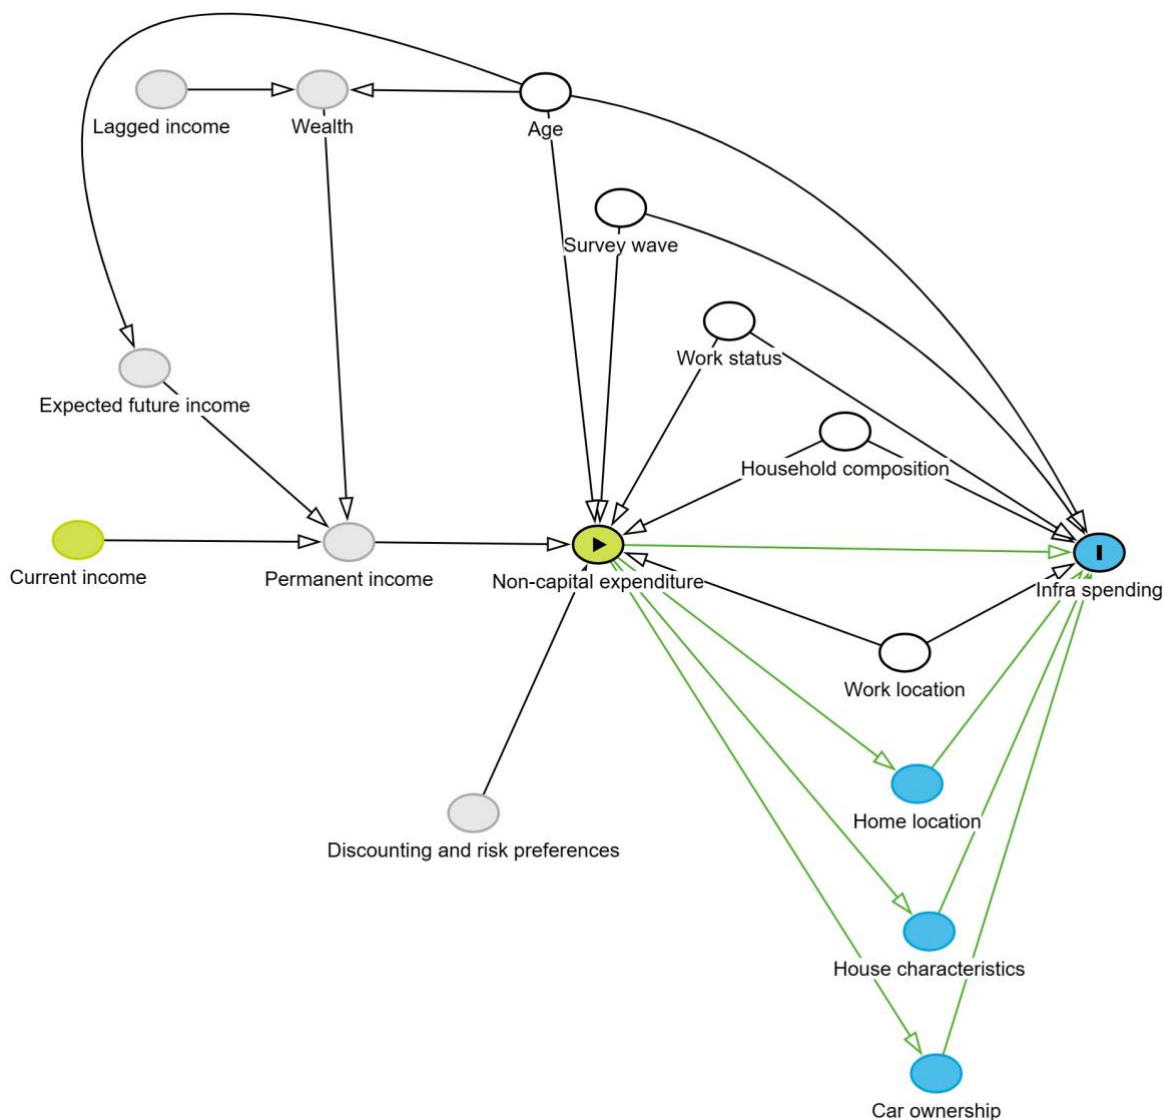 Lagged income
Wealth
Age
Survey wave
Work status
Expected future income
Household composition
Current income
Permanent income
Non-capital expenditure
Infra spending
Work location
Home location
Discounting and risk preferences
House characteristics
Car ownership